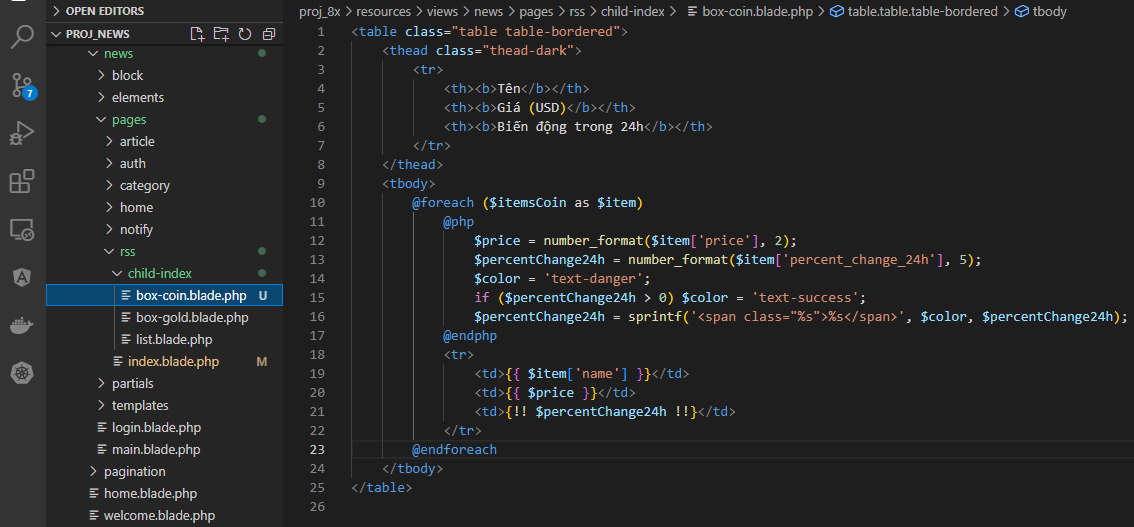 OPEN EDITORS
PROJ_NEWS
news
block
elements
pages
article
auth
category
home
notify
rss
child-index
box-coin.blade.php U
box-gold.blade.php
list.blade.php
index.blade.php M
partials
templates
login.blade.php
main.blade.php
pagination
home.blade.php
welcome.blade.php
7
proj_8x > resources > views > news > pages > rss > child-index > box-coin.blade.php > table.table.table-bordered > tbody
1 <table class="table table-bordered">
2 <thead class="thead-dark">
3 <tr>
4 <th><b>Tên</b></th>
5 <th><b>Giá (USD)</b></th>
6 <th><b>Biến động trong 24h</b></th>
7 </tr>
8 </thead>
9 <tbody>
10 @foreach ($itemsCoin as $item)
11 @php
12 $price = number_format($item['price'], 2);
13 $percentChange24h = number_format($item['percent_change_24h'], 5);
14 $color = 'text-danger';
15 if ($percentChange24h > 0) $color = 'text-success';
16 $percentChange24h = sprintf('<span class="%s">%s</span>', $color, $percentChange24h);
17 @endphp
18 <tr>
19 <td>{{ $item['name'] }}</td>
20 <td>{{ $price }}</td>
21 <td>{!! $percentChange24h !!}</td>
22 </tr>
23 @endforeach
24 </tbody>
25 </table>
26